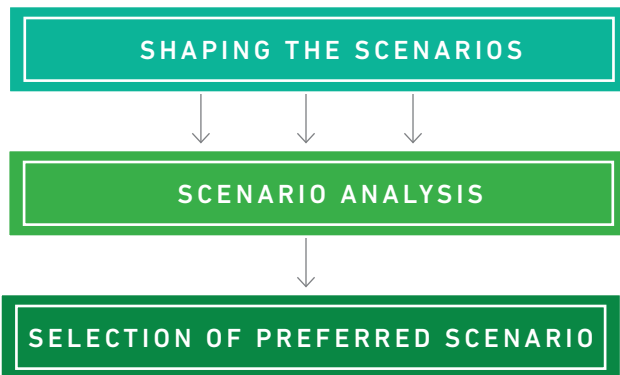 SHAPING THE SCENARIOS
SCENARIO ANALYSIS
SELECTION OF PREFERRED SCENARIO